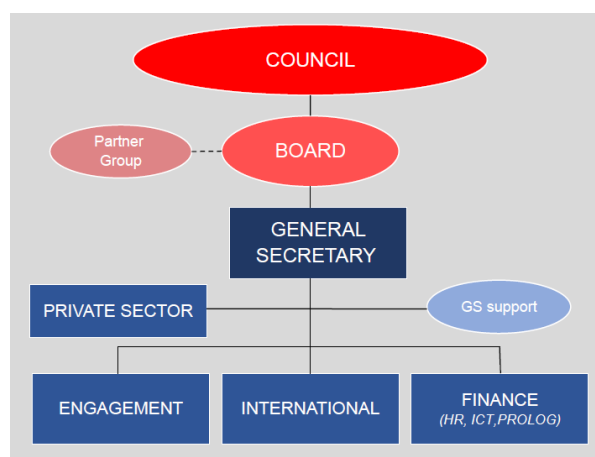 COUNCIL
Partner
Group
BOARD
GENERAL
SECRETARY
PRIVATE SECTOR
GS support
ENGAGEMENT
INTERNATIONAL
FINANCE
(HR, ICT,PROLOG)